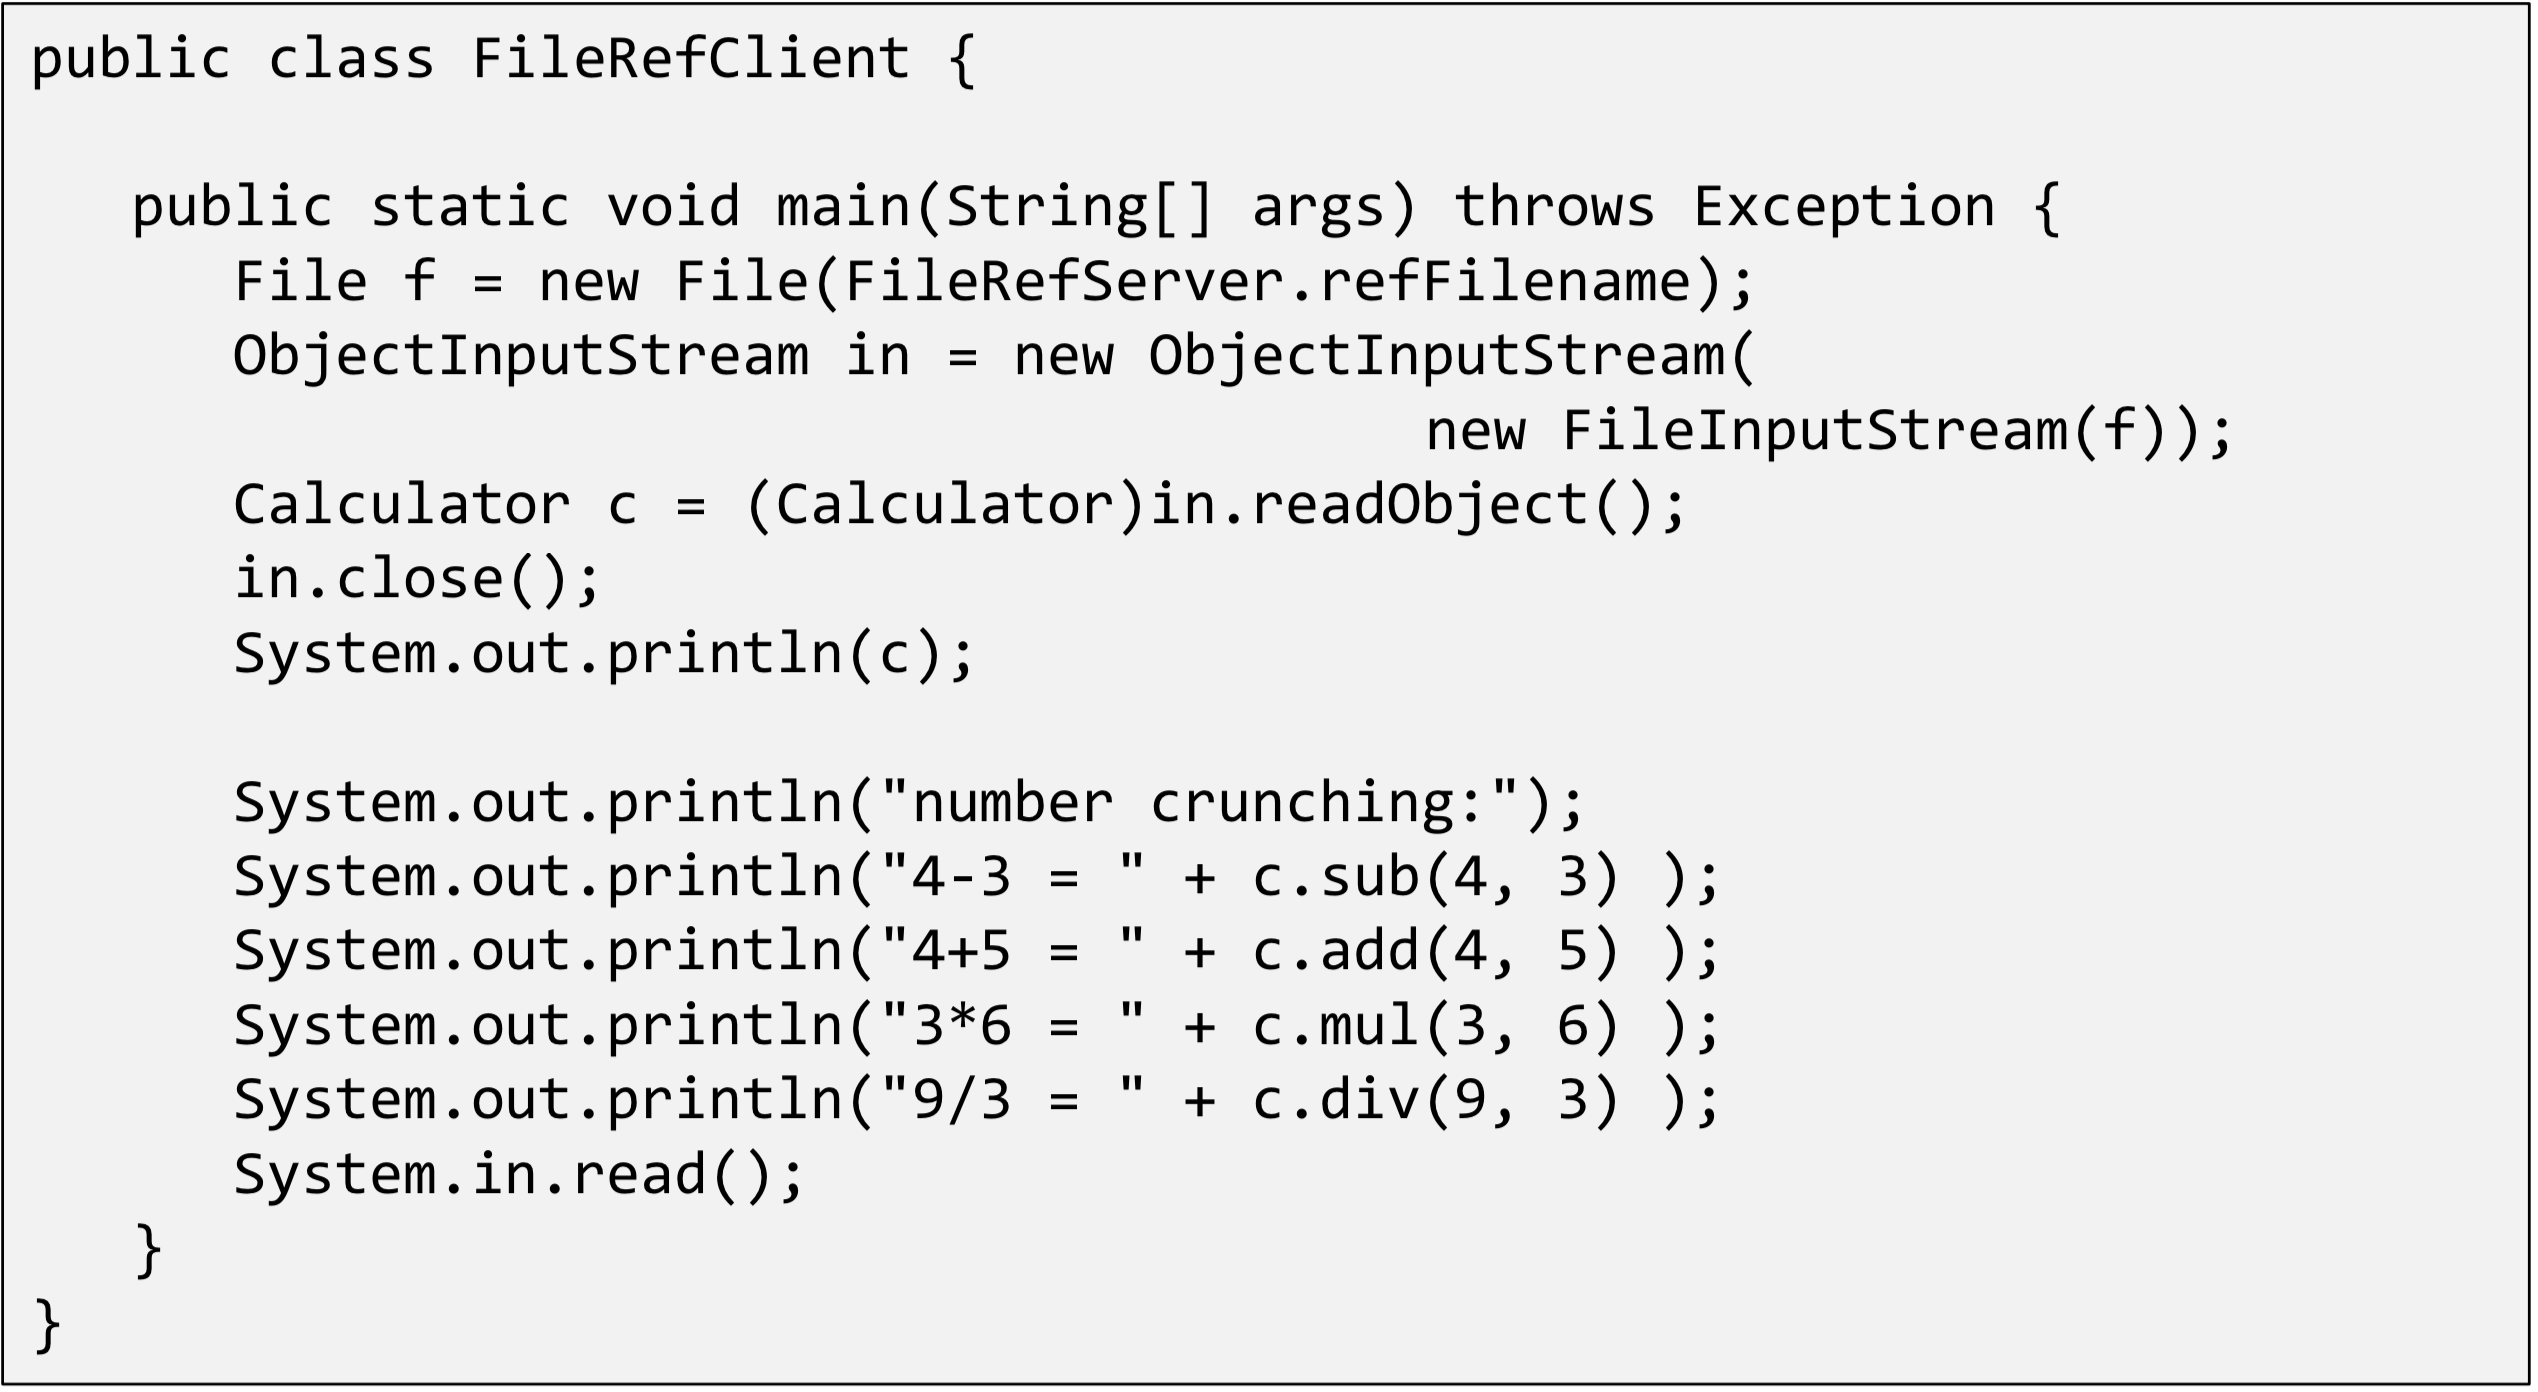 public class FileRefClient {
public static void main(String[] args) throws Exception {
File f = new File(FileRefServer.refFilename);
ObjectInputStream in = new ObjectInputStream(
new FileInputStream(f));
Calculator c = (Calculator)in.readObject();
in.close();
System.out.println(c);
System.out.println("number crunching:");
System.out.println("4-3 = " + c.sub(4, 3) );
System.out.println("4+5 = " + c.add(4, 5) );
System.out.println("3*6 = " + c.mul(3, 6) );
System.out.println("9/3 = " + c.div(9, 3) );
System.in.read();
}
}